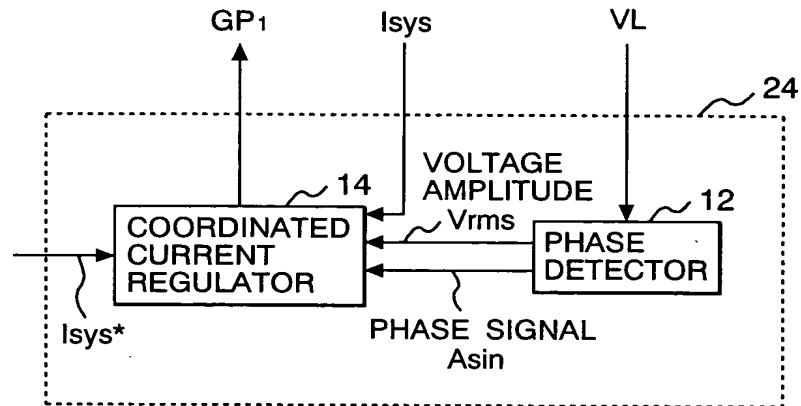 GP1
Isys
VL
24
VOLTAGE
AMPLITUDE
Vrms
14
12
COORDINATED
CURRENT
REGULATOR
PHASE
DETECTOR
Isys*
PHASE SIGNAL
Asin